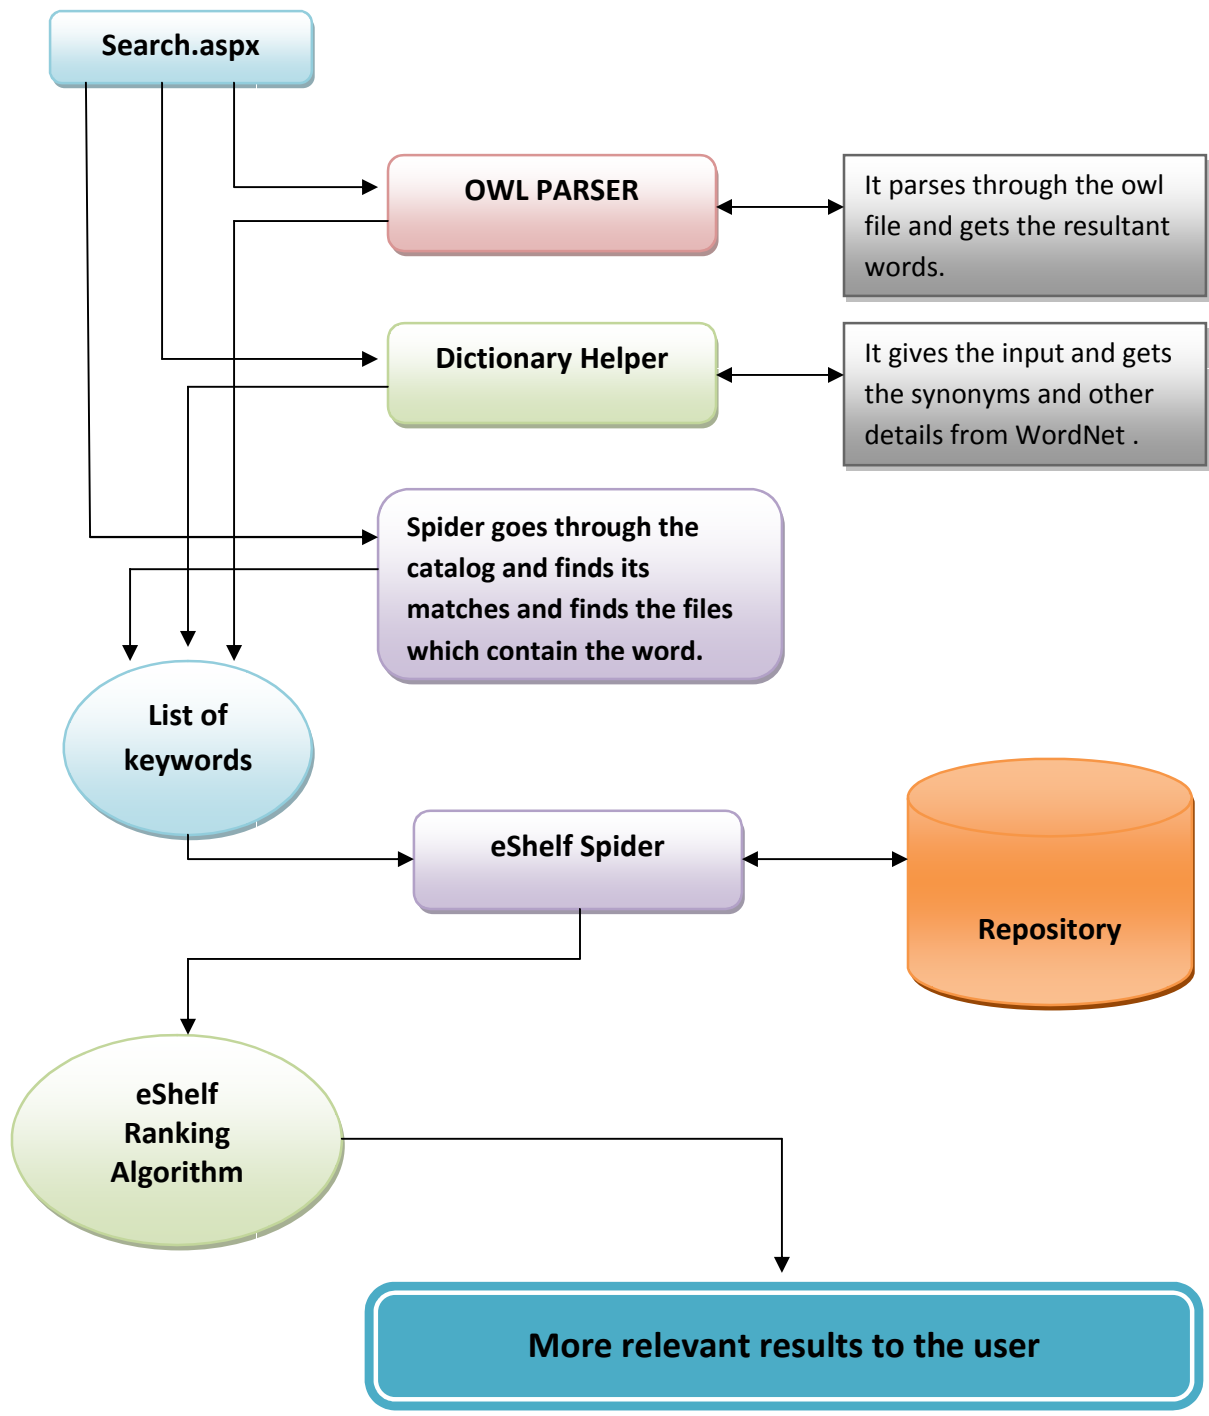 Search.aspx
OWL PARSER
It parses through the owl
file and gets the resultant
words.
Dictionary Helper
It gives the input and gets
the synonyms and other
details from WordNet .
Spider goes through the
catalog and finds its
matches and finds the files
which contain the word.
List of
keywords
eShelf Spider
Repository
eShelf
Ranking
Algorithm
More relevant results to the user